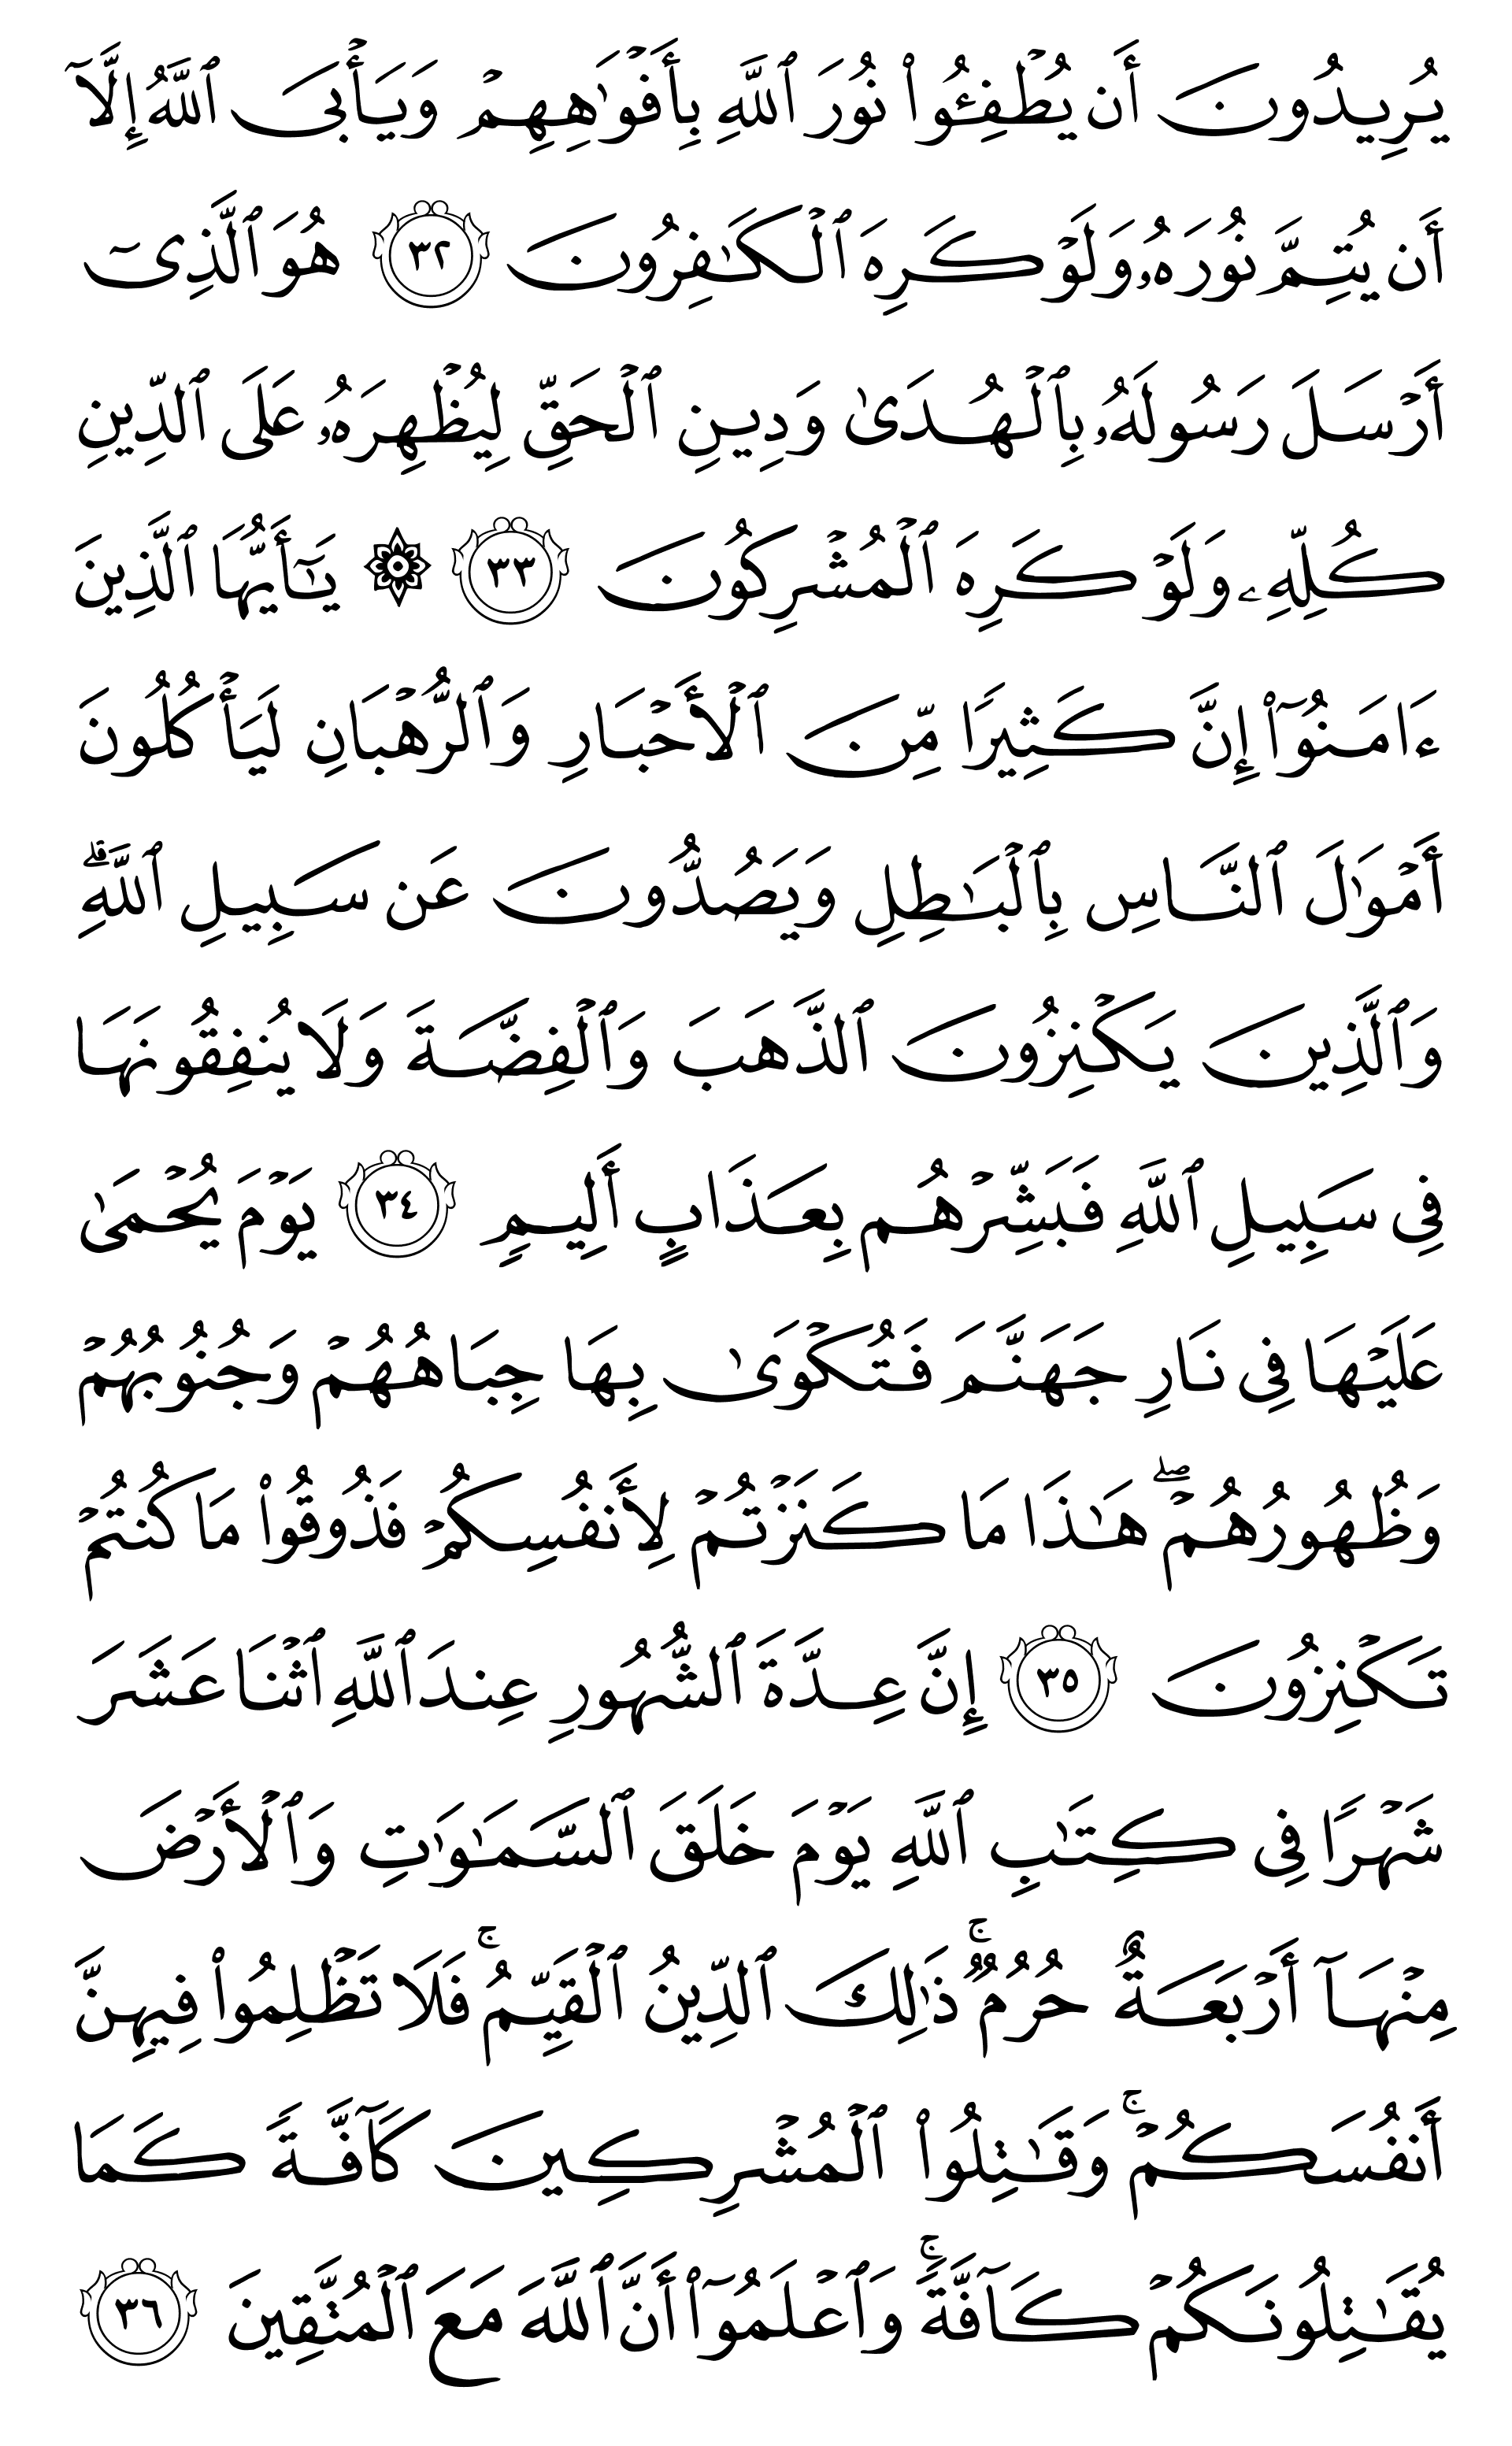 يُرِيدُونَ أَن يُطۡفِـُٔواْ نُورَ ٱللَّهِ بِأَفۡوَٰهِهِمۡ وَيَأۡبَى ٱللَّهُ إِلَّآ
أَن يُتِمَّ نُورَهُۥ وَلَوۡ كَرِهَ ٱلۡكَٰفِرُونَ ٣٢ هُوَ ٱلَّذِيٓ
أَرۡسَلَ رَسُولَهُۥ بِٱلۡهُدَىٰ وَدِينِ ٱلۡحَقِّ لِيُظۡهِرَهُۥ عَلَى ٱلدِّينِ
كُلِّهِۦ وَلَوۡ كَرِهَ ٱلۡمُشۡرِكُونَ ٣٣ ۞ يَٰٓأَيُّهَا ٱلَّذِينَ
ءَامَنُوٓاْ إِنَّ كَثِيرٗا مِّنَ ٱلۡأَحۡبَارِ وَٱلرُّهۡبَانِ لَيَأۡكُلُونَ
أَمۡوَٰلَ ٱلنَّاسِ بِٱلۡبَٰطِلِ وَيَصُدُّونَ عَن سَبِيلِ ٱللَّهِۗ
وَٱلَّذِينَ يَكۡنِزُونَ ٱلذَّهَبَ وَٱلۡفِضَّةَ وَلَا يُنفِقُونَهَا
فِي سَبِيلِ ٱللَّهِ فَبَشِّرۡهُم بِعَذَابٍ أَلِيمٖ ٣٤ يَوۡمَ يُحۡمَىٰ
عَلَيۡهَا فِي نَارِ جَهَنَّمَ فَتُكۡوَىٰ بِهَا جِبَاهُهُمۡ وَجُنُوبُهُمۡ
وَظُهُورُهُمۡۖ هَٰذَا مَا كَنَزۡتُمۡ لِأَنفُسِكُمۡ فَذُوقُواْ مَا كُنتُمۡ
تَكۡنِزُونَ ٣٥ إِنَّ عِدَّةَ ٱلشُّهُورِ عِندَ ٱللَّهِ ٱثۡنَا عَشَرَ
شَهۡرٗا فِي كِتَٰبِ ٱللَّهِ يَوۡمَ خَلَقَ ٱلسَّمَٰوَٰتِ وَٱلۡأَرۡضَ
مِنۡهَآ أَرۡبَعَةٌ حُرُمٞۚ ذَٰلِكَ ٱلدِّينُ ٱلۡقَيِّمُۚ فَلَا تَظۡلِمُواْ فِيهِنَّ
أَنفُسَكُمۡۚ وَقَٰتِلُواْ ٱلۡمُشۡرِكِينَ كَآفَّةٗ كَمَا
يُقَٰتِلُونَكُمۡ كَآفَّةٗۚ وَٱعۡلَمُوٓاْ أَنَّ ٱللَّهَ مَعَ ٱلۡمُتَّقِينَ ٣٦